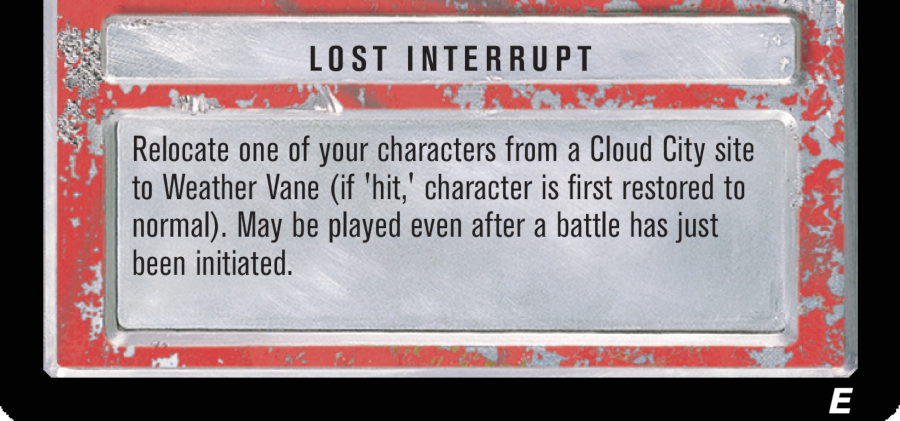 LOST INTERRUPT
Relocate one of your characters from a Cloud City site
to Weather Vane (if 'hit,' character is first restored to
normal). May be played even after a battle has just
been initiated.
E